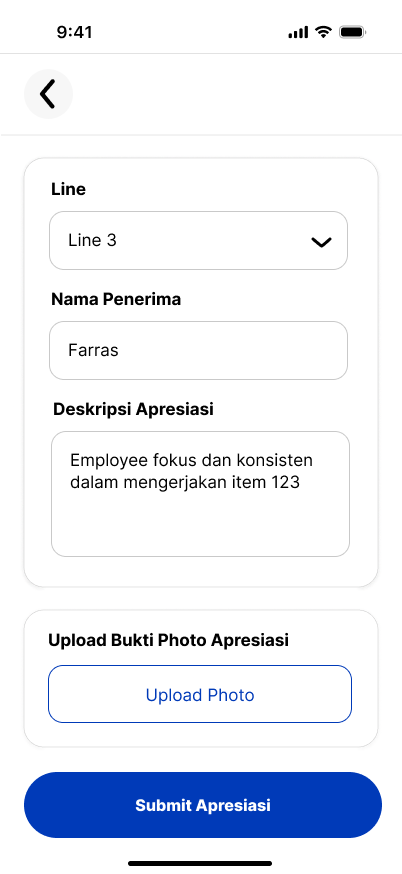 9:41
Line
Line 3
Nama Penerima
Farras
Deskripsi Apresiasi
Employee fokus dan konsisten
dalam mengerjakan item 123
Upload Bukti Photo Apresiasi
Upload Photo
Submit Apresiasi